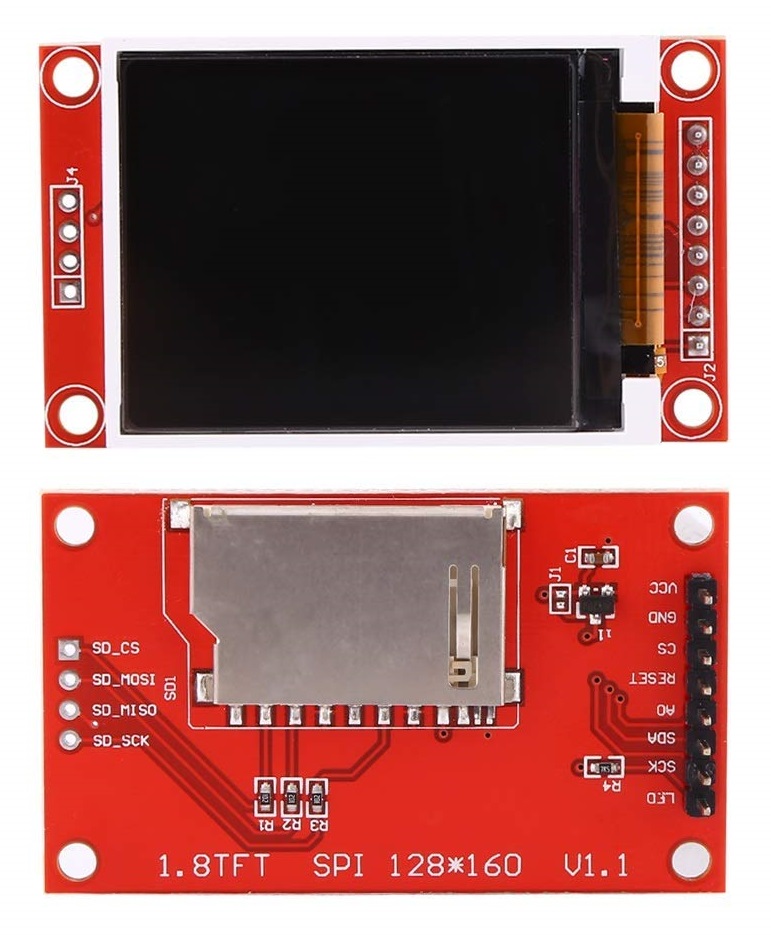 J4
J2
C1
J1
VCC
GND
CS
RESET
A0
SDA
SCK
LED
SD_CS
SD_MOSI
SD_MISO
SD_SCK
SD1
R4
R1 R2 R3
1.8TFT SPI 128*160 V1.1